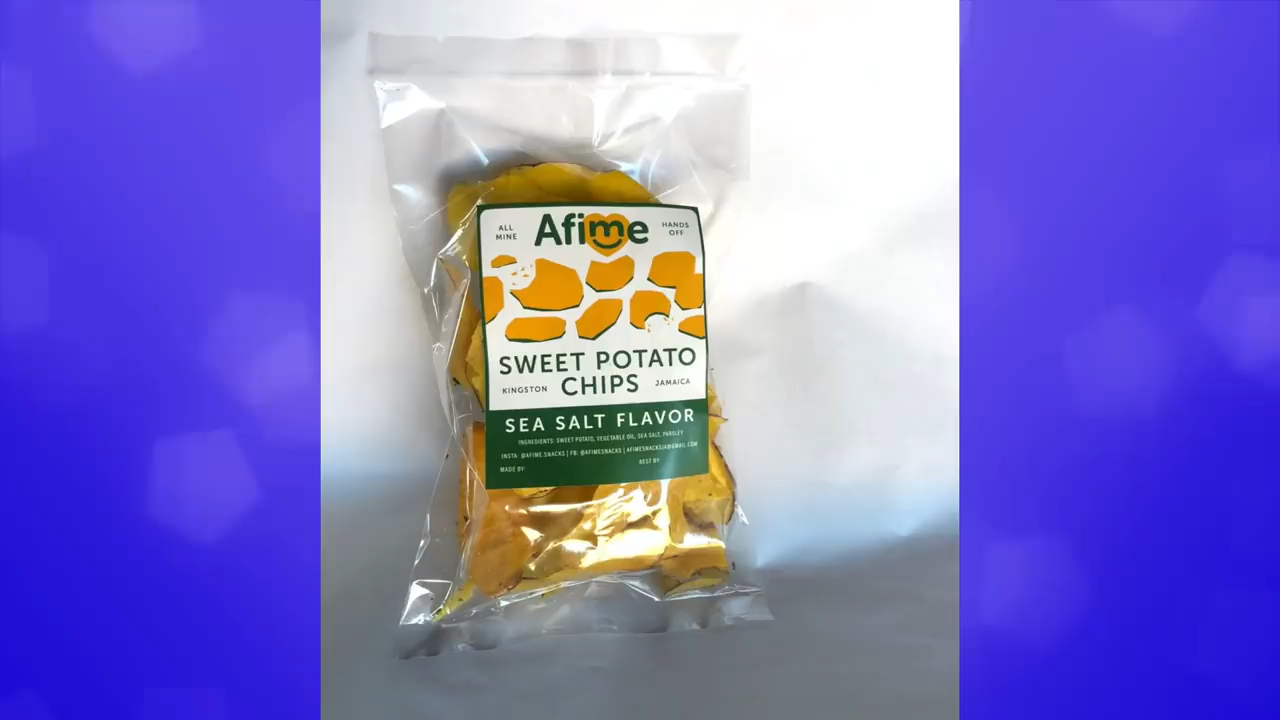 ALL MINE
Afime
HANDS OFF
SWEET POTATO
KINGSTON CHIPS JAMAICA
SEA SALT FLAVOR
INGREDIENTS: SWEET POTATO, VEGETABLE OIL, SEA SALT, PARSLEY
INSTA: @AFIME.SNACKS | FB: @AFIMESNACKS | AFIMESNACKSJA@GMAIL.COM
MADE BY: BEST BY: